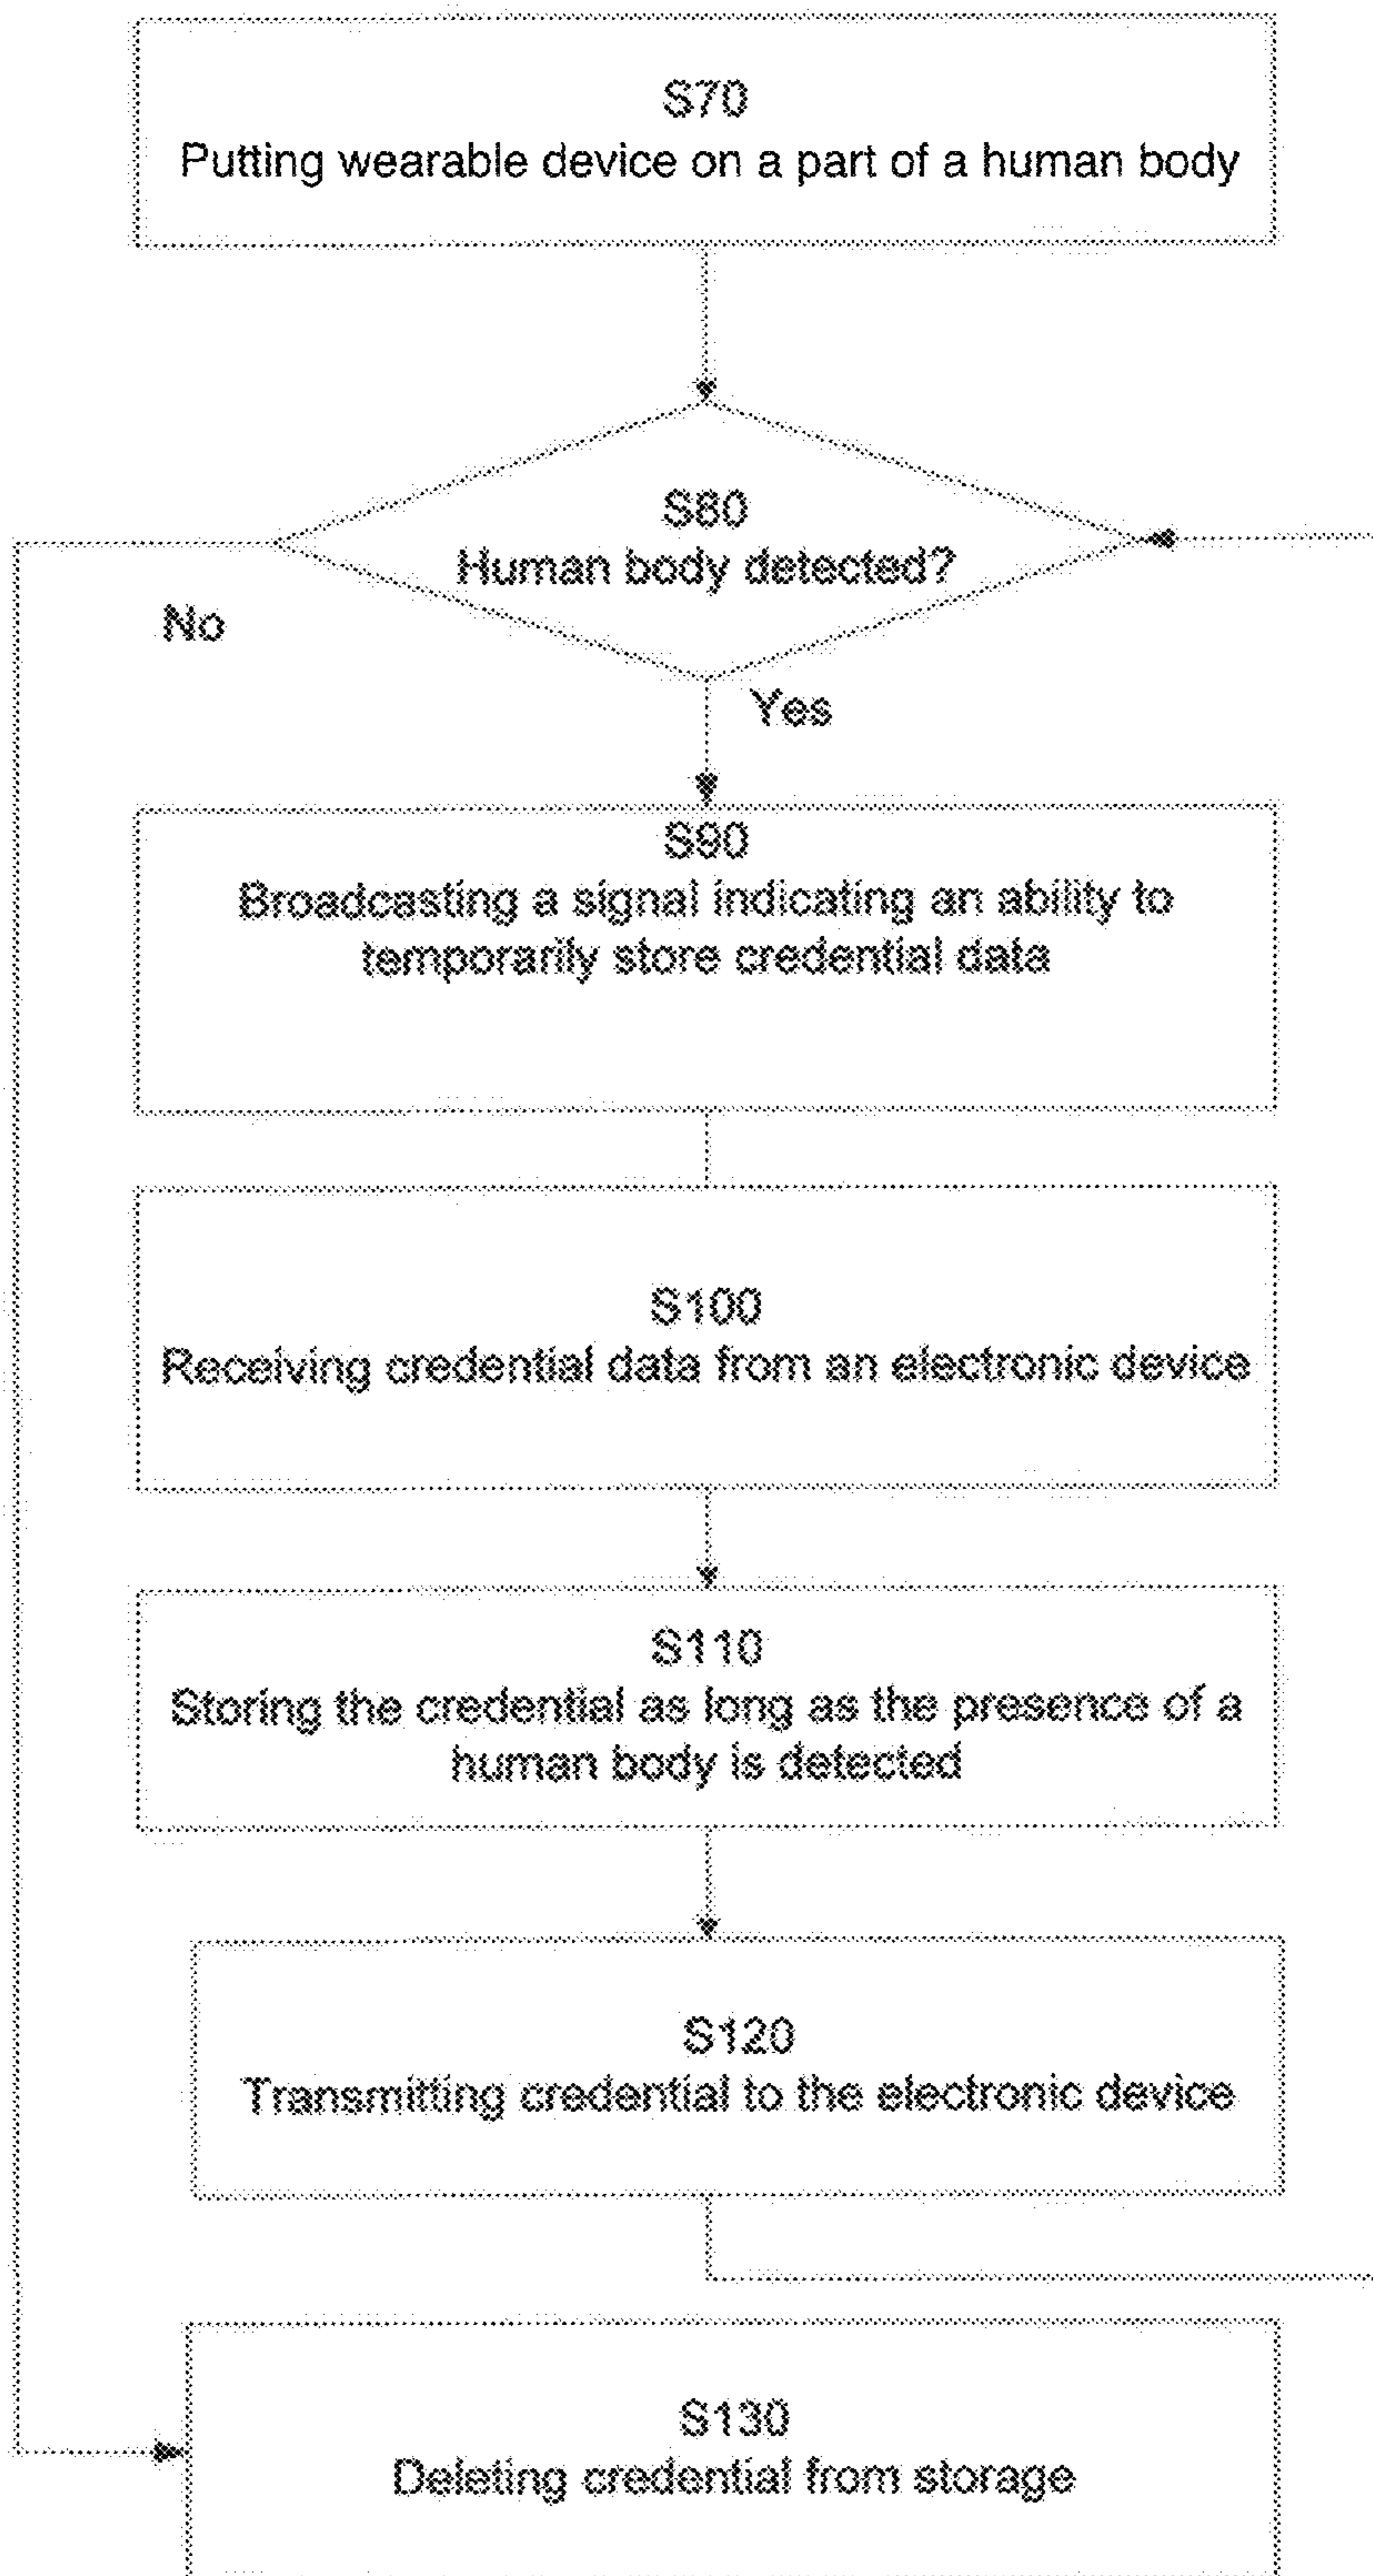 S70
Putting wearable device on a part of a human body
S80
Human body detected?
No
Yes
S90
Broadcasting a signal indicating an ability to
temporarily store credential data
S100
Receiving credential data from an electronic device
S110
Storing the credential as long as the presence of a
human body is detected
S120
Transmitting credential to the electronic device
S130
Deleting credential from storage